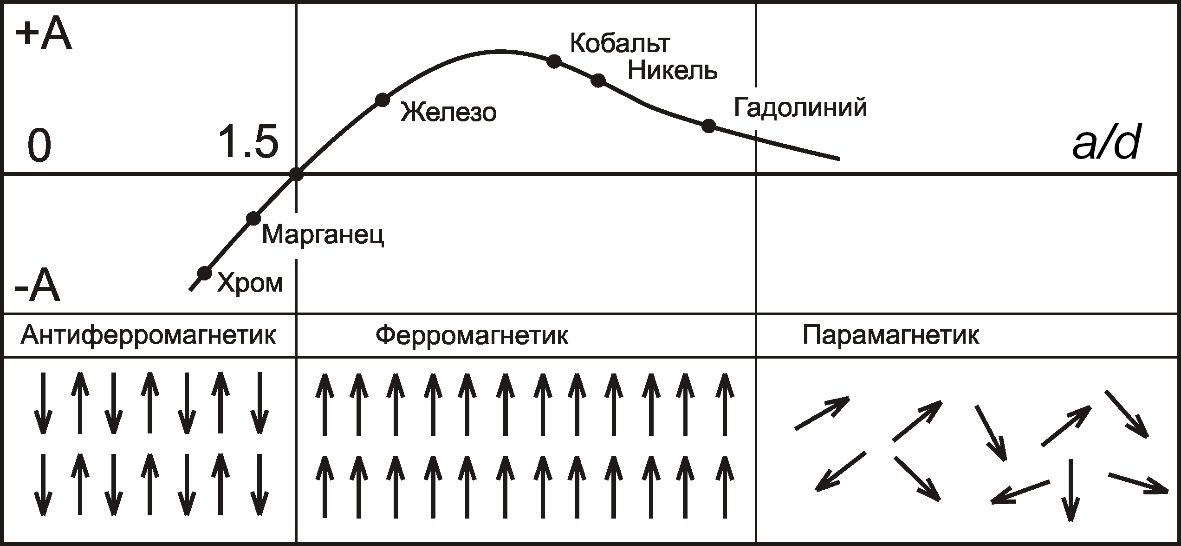 +A
Кобальт
Никель
Железо
Гадолиний
0
1.5
a/d
Марганец
-A
Хром
Антиферромагнетик
Ферромагнетик
Парамагнетик